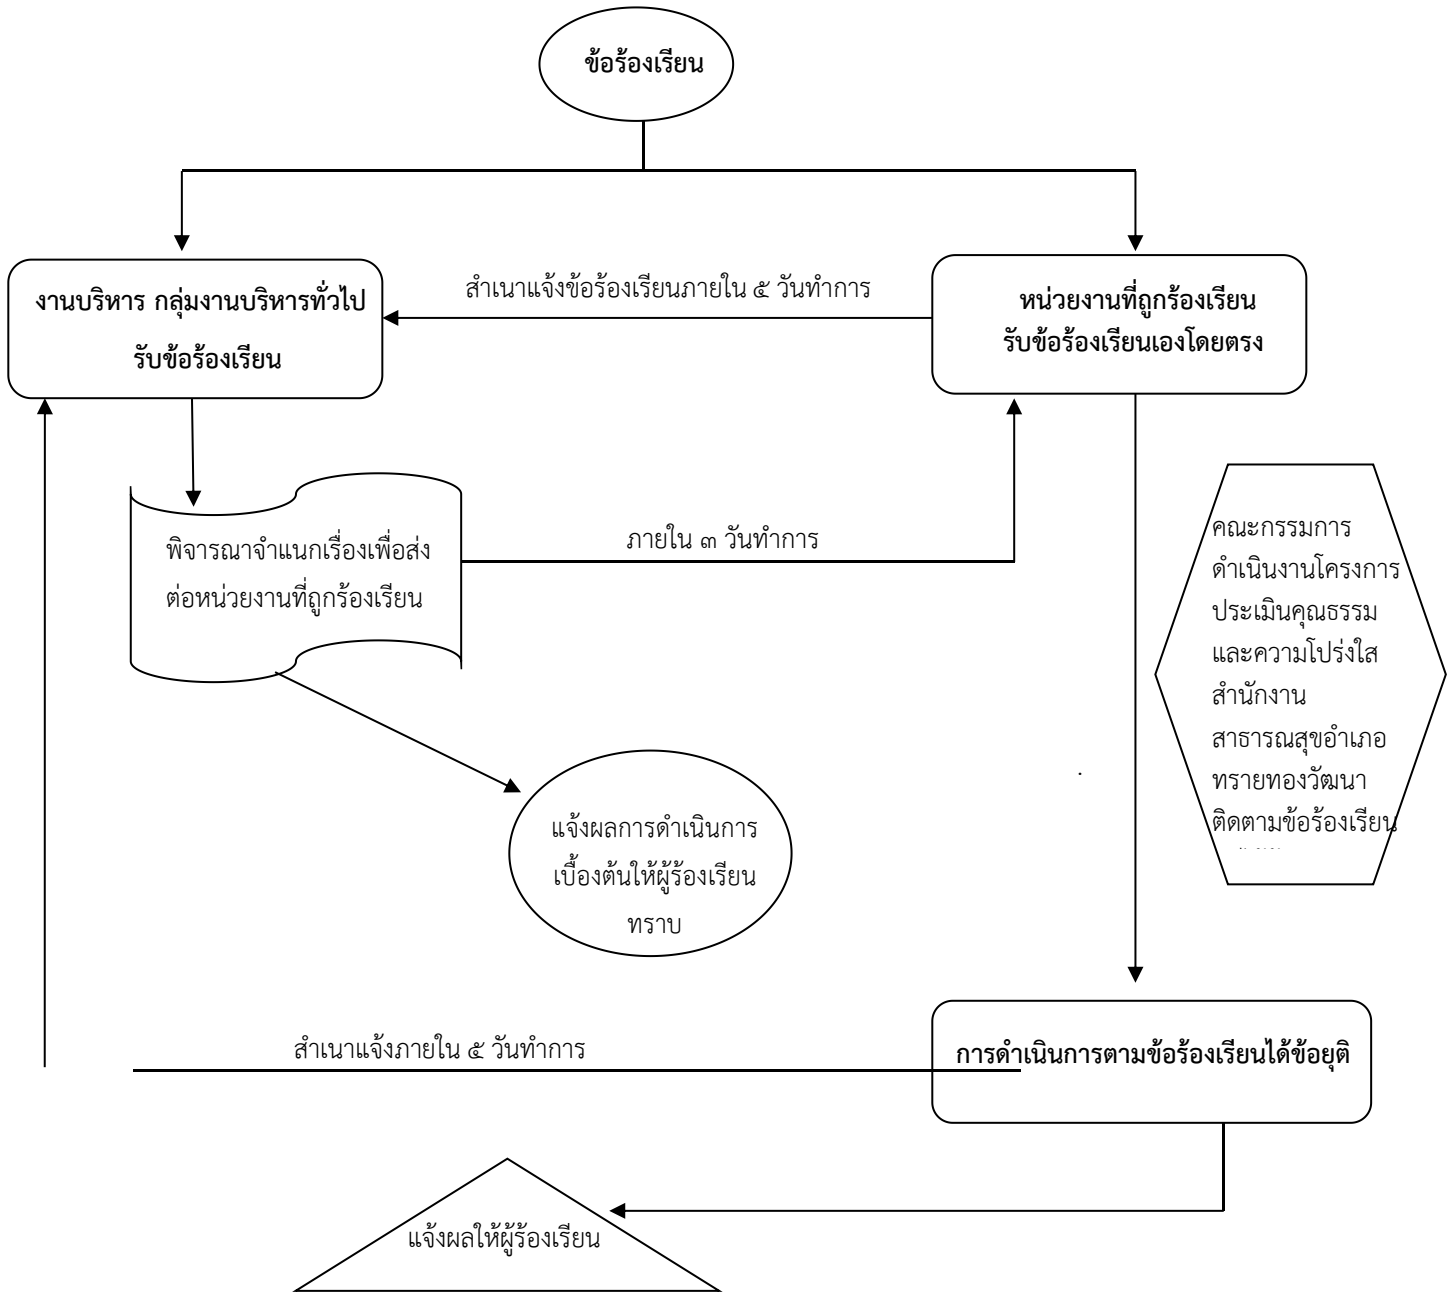 ข้อร้องเรียน
งานบริหาร กลุ่มงานบริหารทั่วไป
รับข้อร้องเรียน
สำเนาแจ้งข้อร้องเรียนภายใน ๕ วันทำการ
หน่วยงานที่ถูกร้องเรียน
รับข้อร้องเรียนเองโดยตรง
พิจารณาจำแนกเรื่องเพื่อส่ง
ต่อหน่วยงานที่ถูกร้องเรียน
ภายใน ๓ วันทำการ
คณะกรรมการ
ดำเนินงานโครงการ
ประเมินคุณธรรม
และความโปร่งใส
สำนักงาน
สาธารณสุขอำเภอ
ทรายทองวัฒนา
ติดตามข้อร้องเรียน
แจ้งผลการดำเนินการ
เบื้องต้นให้ผู้ร้องเรียน
ทราบ
สำเนาแจ้งภายใน ๕ วันทำการ
การดำเนินการตามข้อร้องเรียนได้ข้อยุติ
แจ้งผลให้ผู้ร้องเรียน